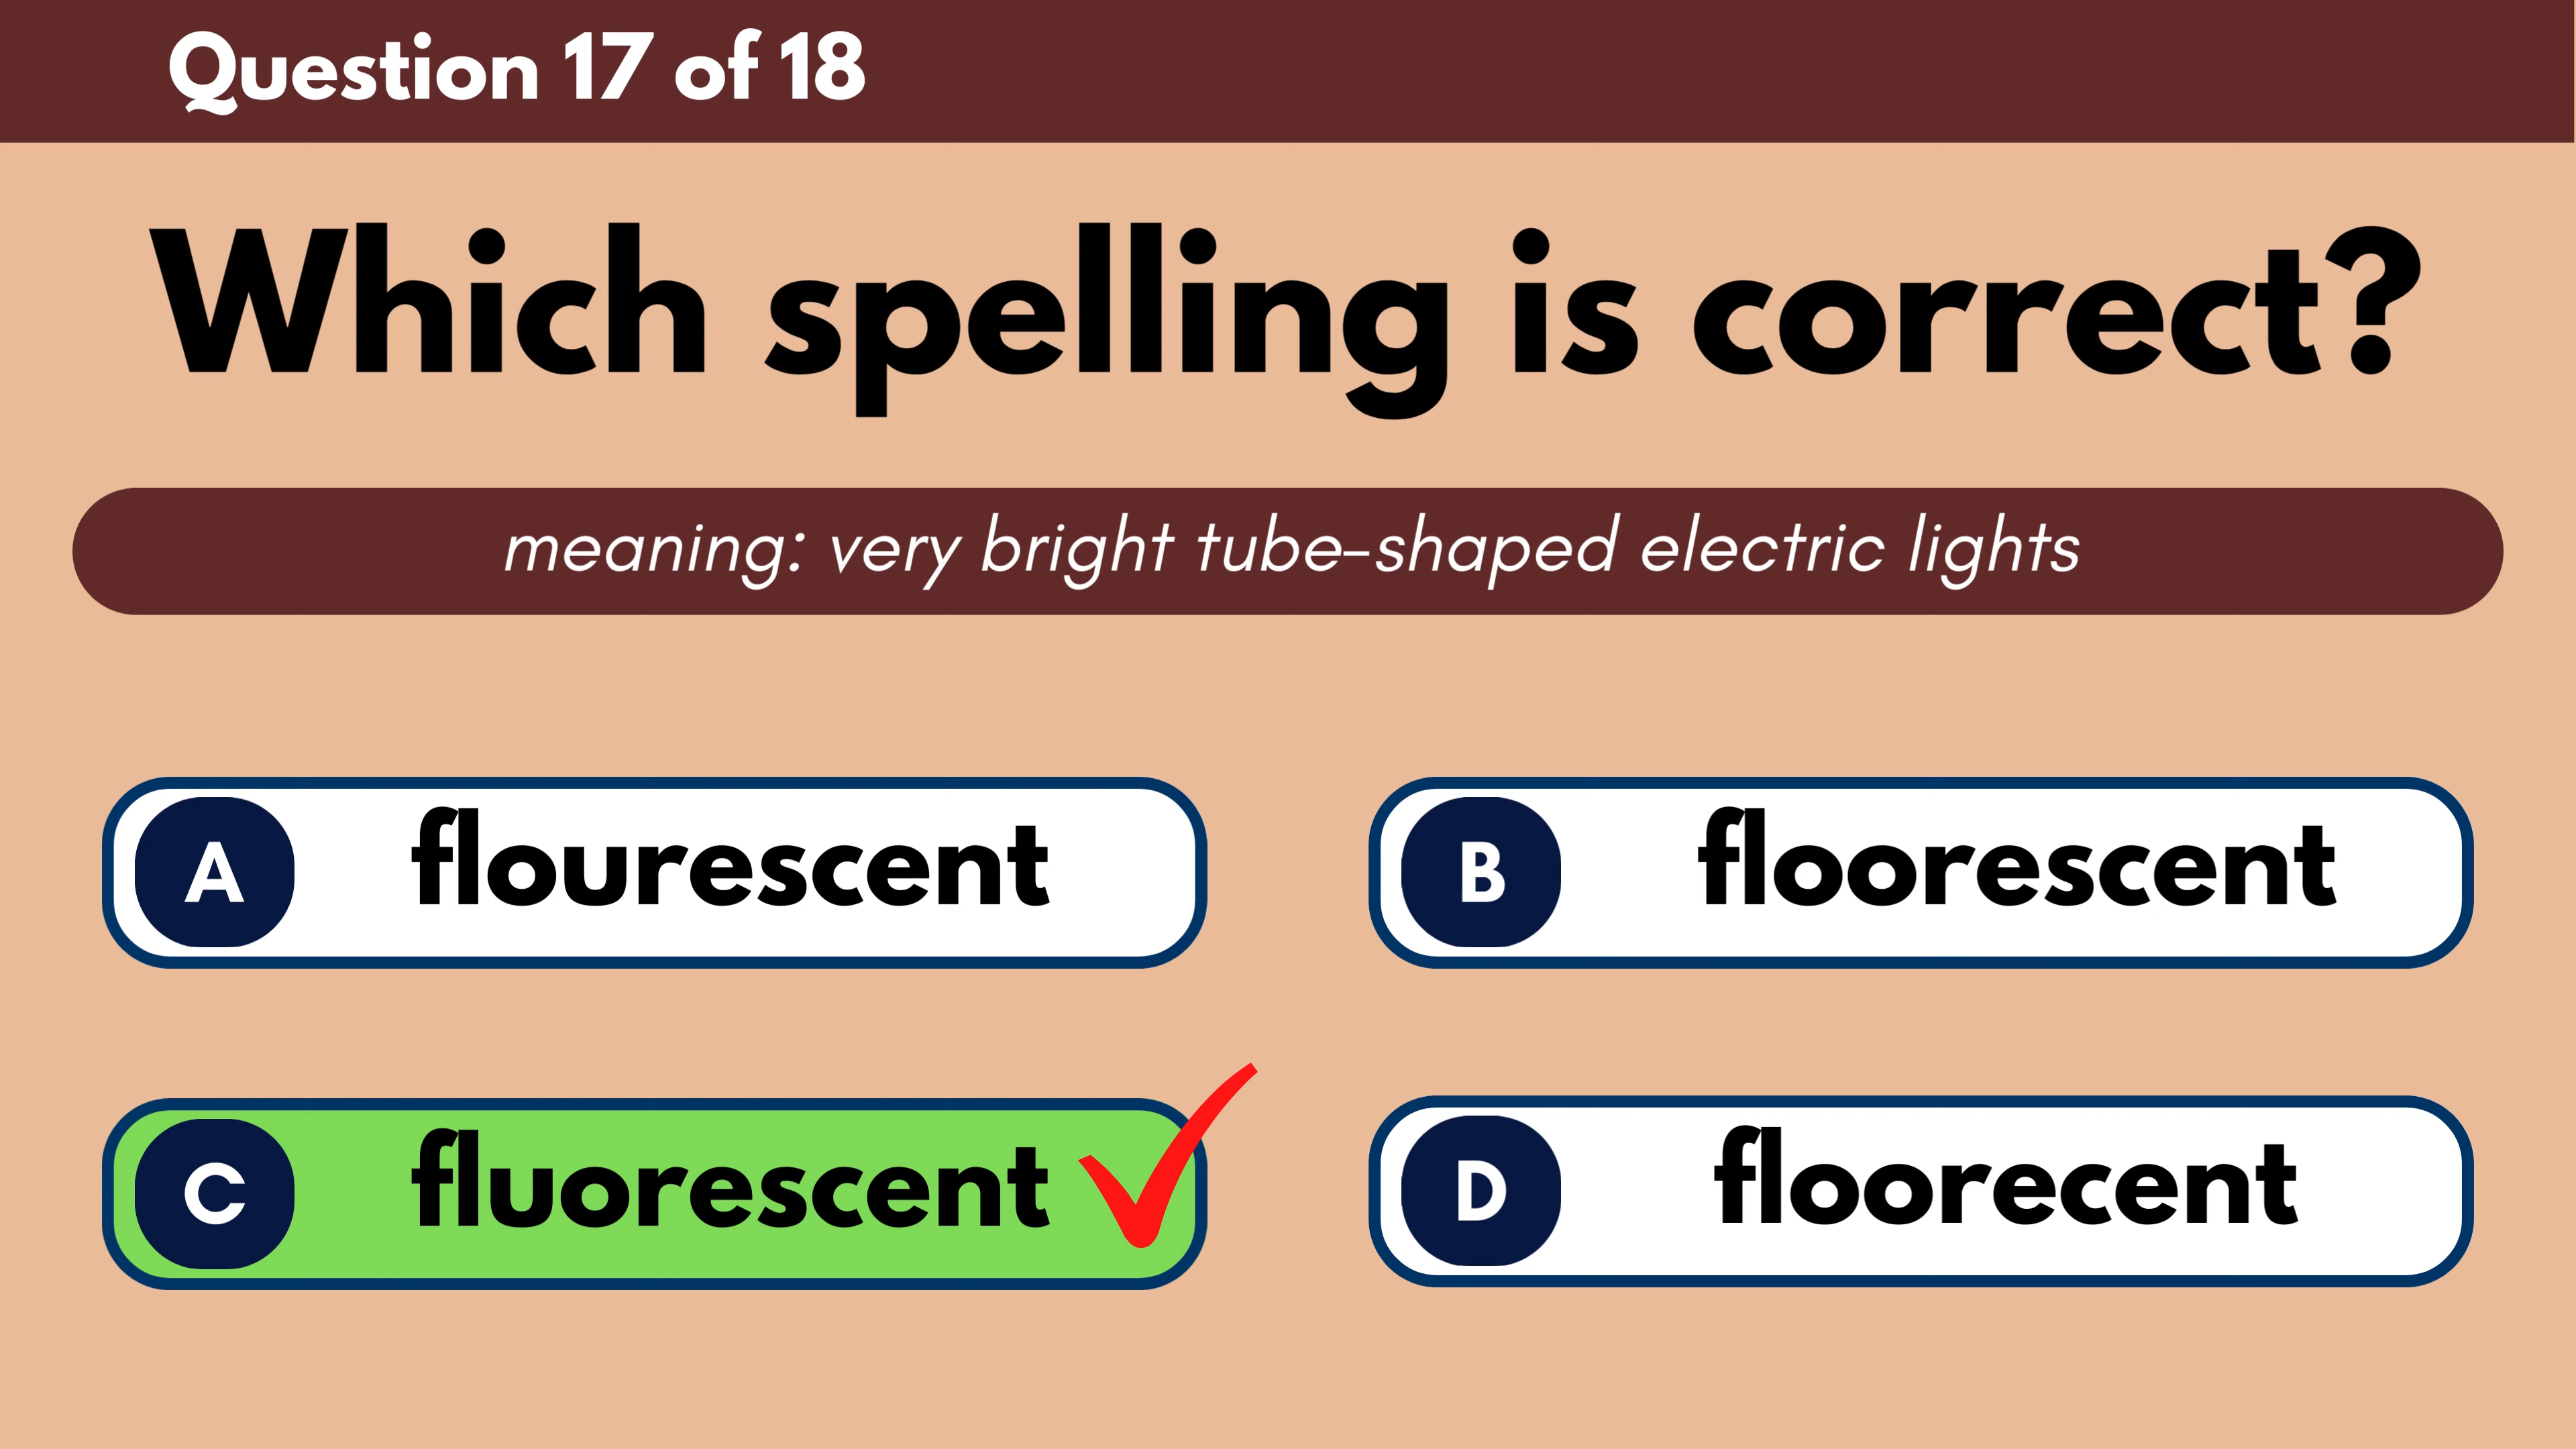 Question 17 of 18
Which spelling is correct?
meaning: very bright tube-shaped electric lights
A flourescent
B floorescent
C fluorescent
D floorecent